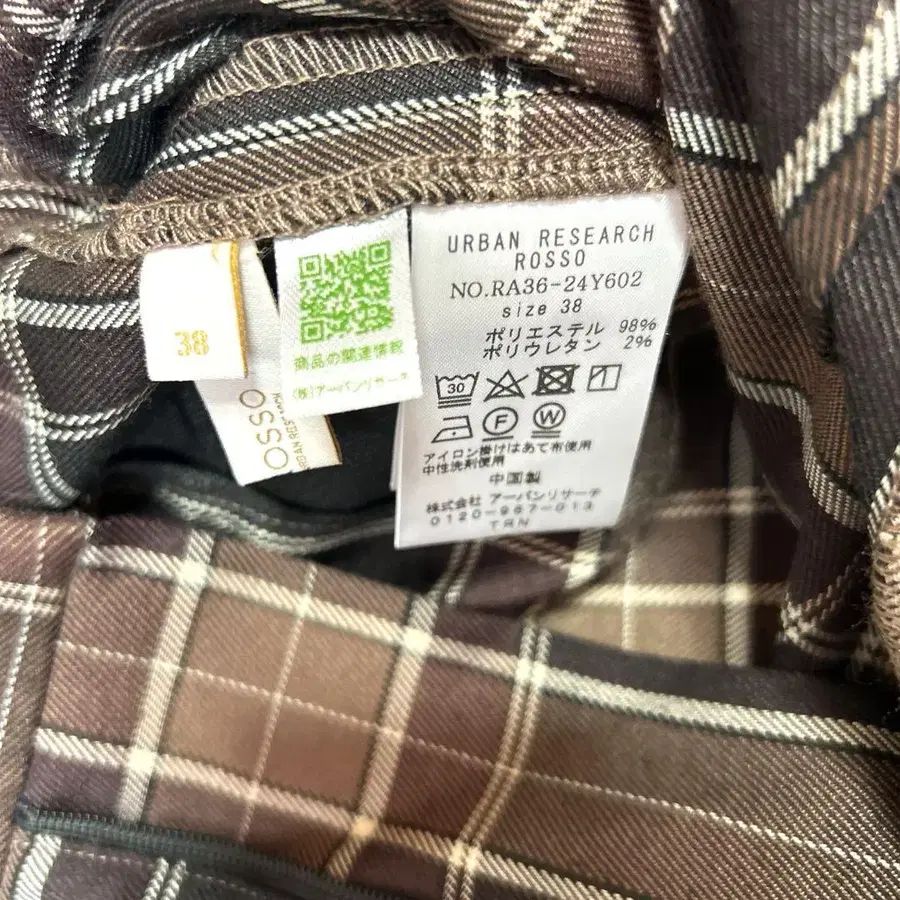 38
OSSO
商品の関連情報
(株)アーバンリサーチ
URBAN RESEARCH
ROSSO
NO.RA36-24Y602
size 38
ポリエステル 98%
ポリウレタン 2%
30
F
W
アイロン掛けはあて布使用
中性洗剤使用
中国製
株式会社 アーバンリサーチ
0120-967-013
TRN